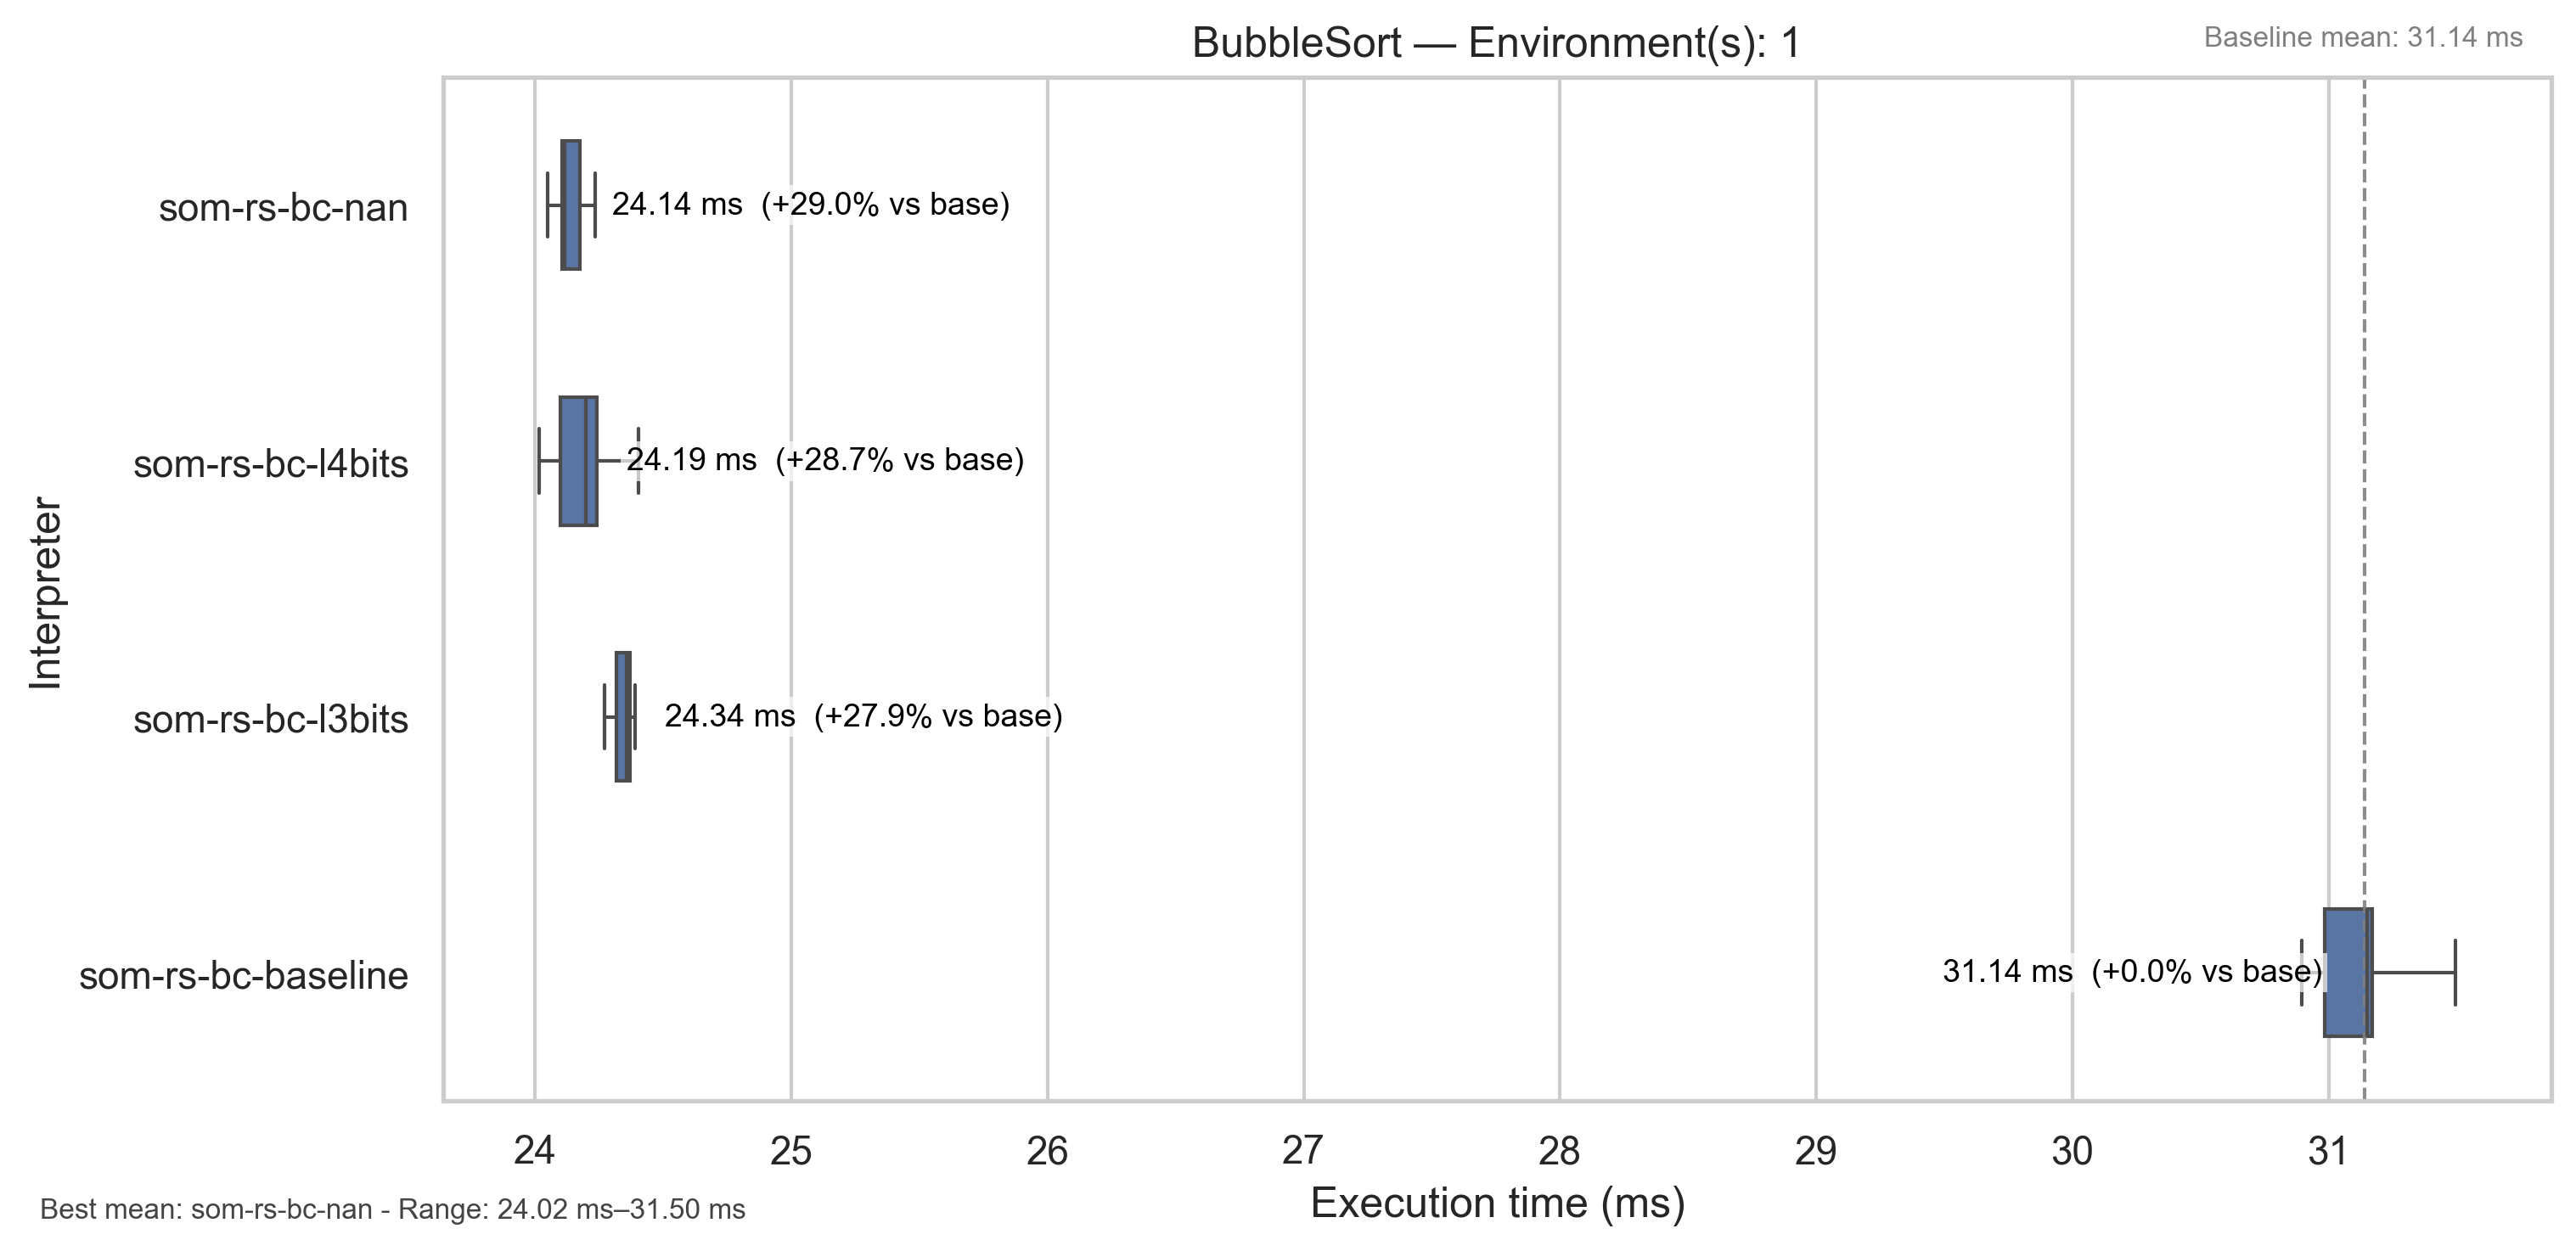 BubbleSort — Environment(s): 1
Baseline mean: 31.14 ms
Interpreter
som-rs-bc-nan
24.14 ms (+29.0% vs base)
som-rs-bc-l4bits
24.19 ms (+28.7% vs base)
som-rs-bc-l3bits
24.34 ms (+27.9% vs base)
som-rs-bc-baseline
31.14 ms (+0.0% vs base)
24 25 26 27 28 29 30 31
Execution time (ms)
Best mean: som-rs-bc-nan - Range: 24.02 ms–31.50 ms